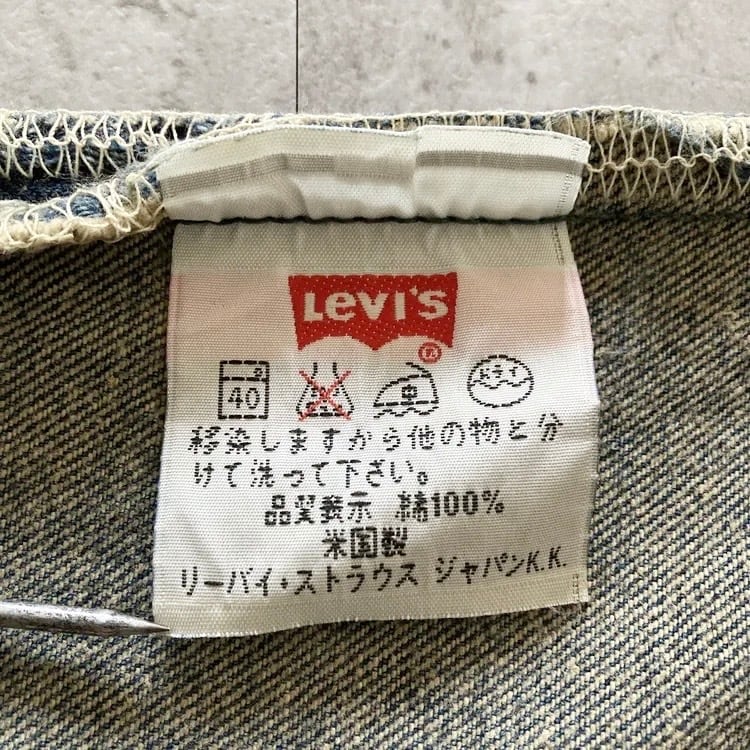 LEVI'S
®
40 中 ドライ
移染しますから他の物と分
けて洗って下さい。
品質表示 綿100%
米国製
リーバイ・ストラウス ジャパンK.K.